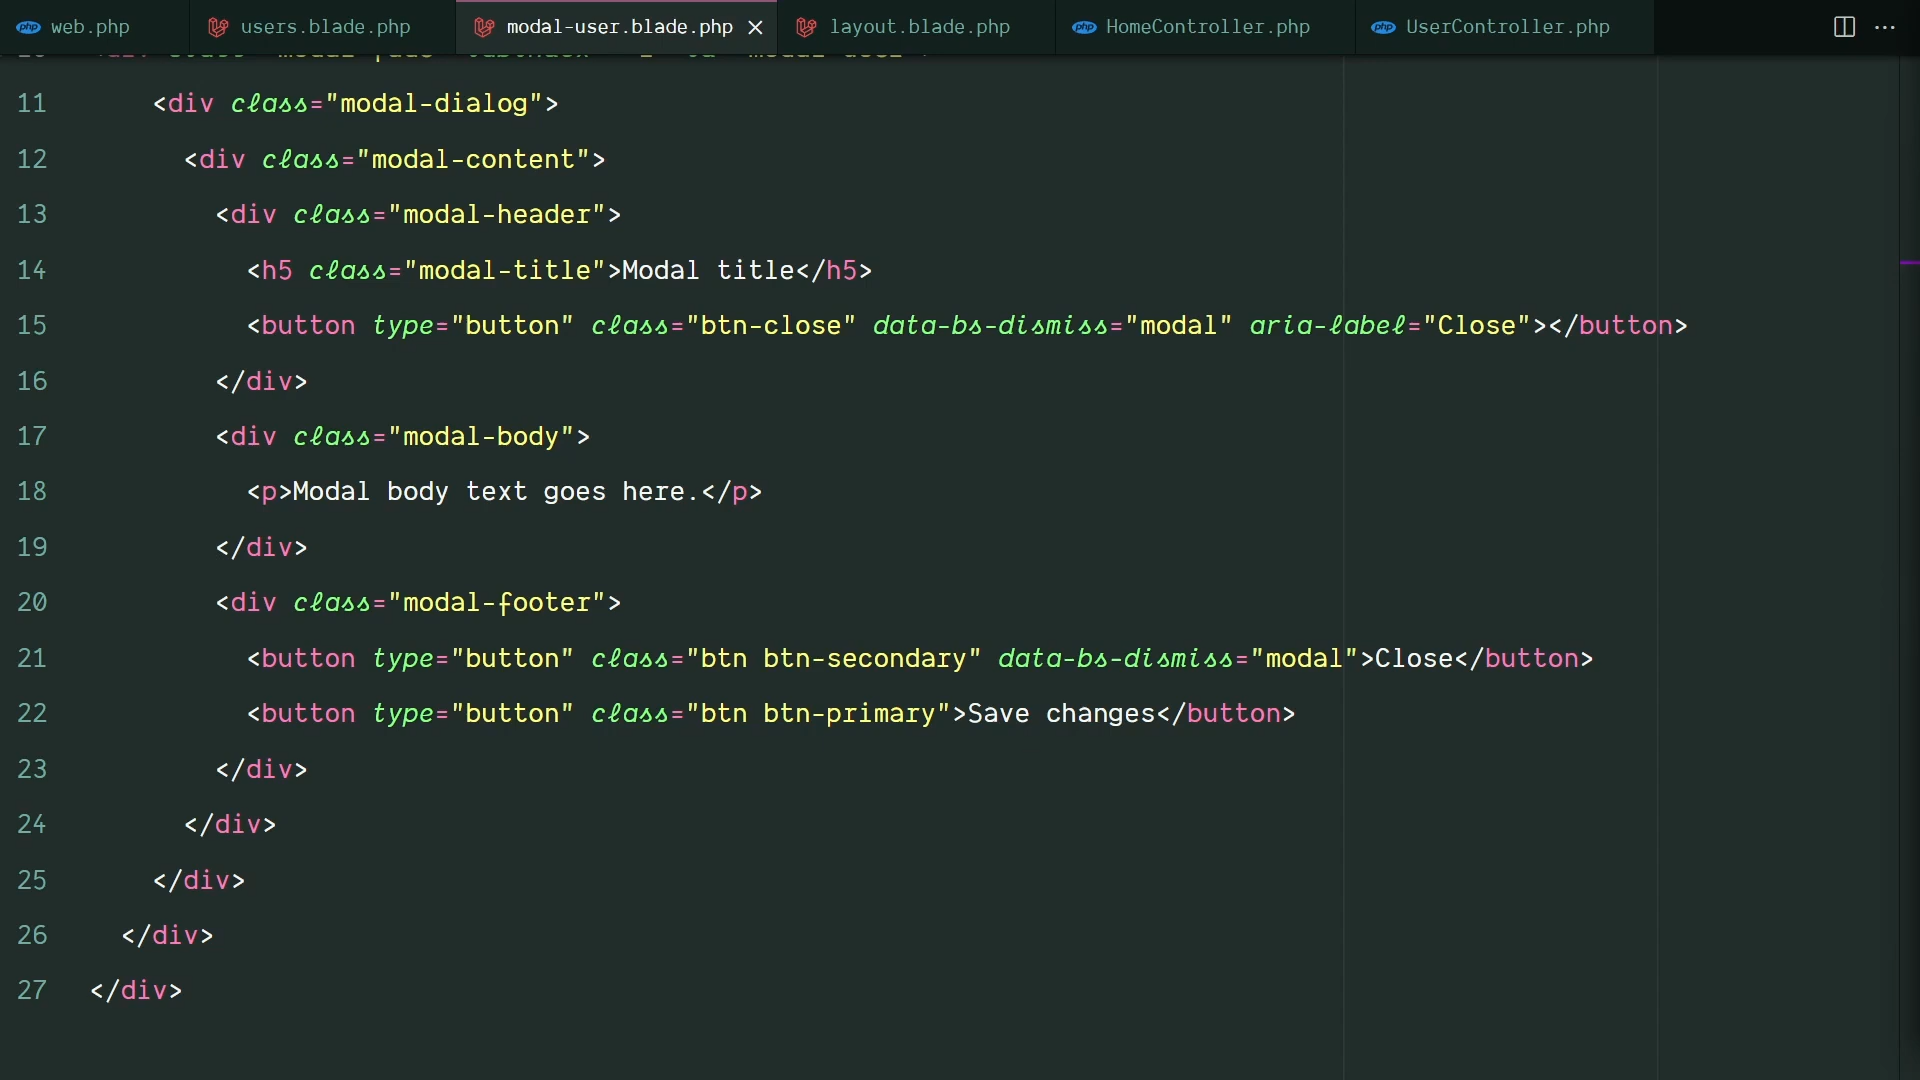 web.php users.blade.php modal-user.blade.php layout.blade.php HomeController.php UserController.php
11 <div class="modal-dialog">
12 <div class="modal-content">
13 <div class="modal-header">
14 <h5 class="modal-title">Modal title</h5>
15 <button type="button" class="btn-close" data-bs-dismiss="modal" aria-label="Close"></button>
16 </div>
17 <div class="modal-body">
18 <p>Modal body text goes here.</p>
19 </div>
20 <div class="modal-footer">
21 <button type="button" class="btn btn-secondary" data-bs-dismiss="modal">Close</button>
22 <button type="button" class="btn btn-primary">Save changes</button>
23 </div>
24 </div>
25 </div>
26 </div>
27 </div>